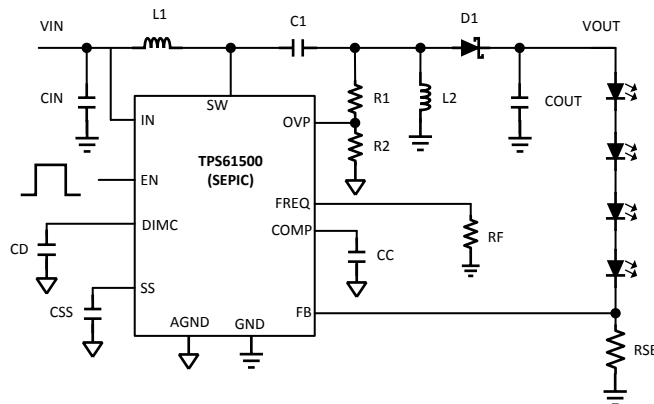 L1
C1
D1
VIN
VOUT
CIN
SW
R1
L2
COUT
IN
OVP
TPS61500
(SEPIC)
R2
EN
FREQ
DIMC
COMP
RF
CD
CC
SS
CSS
FB
AGND
GND